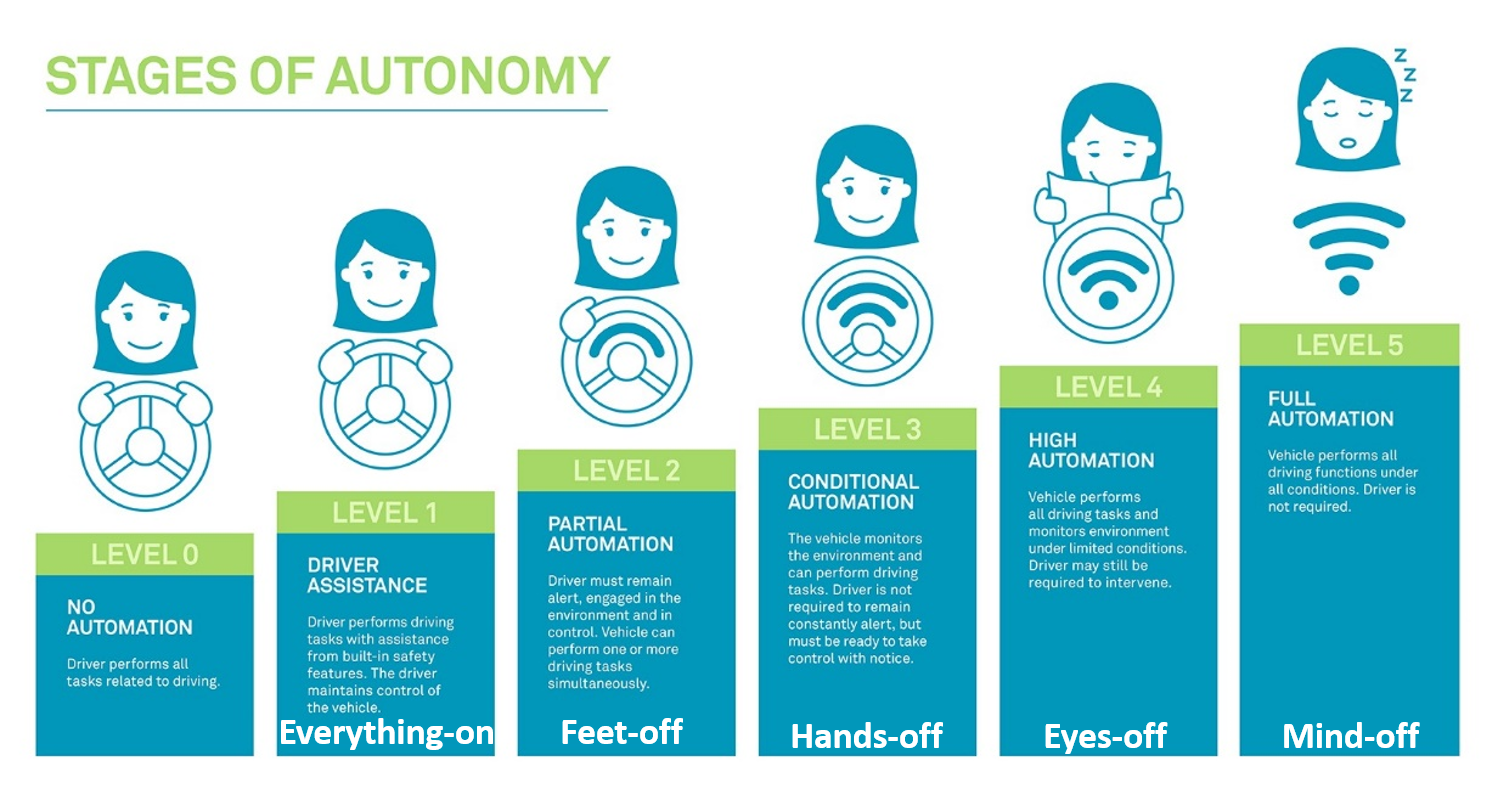 STAGES OF AUTONOMY
LEVEL 0
NO
AUTOMATION
Driver performs all
tasks related to driving.
LEVEL 1
DRIVER
ASSISTANCE
Driver performs driving
tasks with assistance
from built-in safety
features. The driver
maintains control of
the vehicle.
Everything-on
LEVEL 2
PARTIAL
AUTOMATION
Driver must remain
alert, engaged in the
environment and in
control. Vehicle can
perform one or more
driving tasks
simultaneously.
Feet-off
LEVEL 3
CONDITIONAL
AUTOMATION
The vehicle monitors
the environment and
can perform driving
tasks. Driver is not
required to remain
constantly alert, but
must be ready to take
control with notice.
Hands-off
LEVEL 4
HIGH
AUTOMATION
Vehicle performs
all driving tasks and
monitors environment
under limited conditions.
Driver may still be
required to intervene.
Eyes-off
Z
Z
Z
LEVEL 5
FULL
AUTOMATION
Vehicle performs all
driving functions under
all conditions. Driver is
not required.
Mind-off